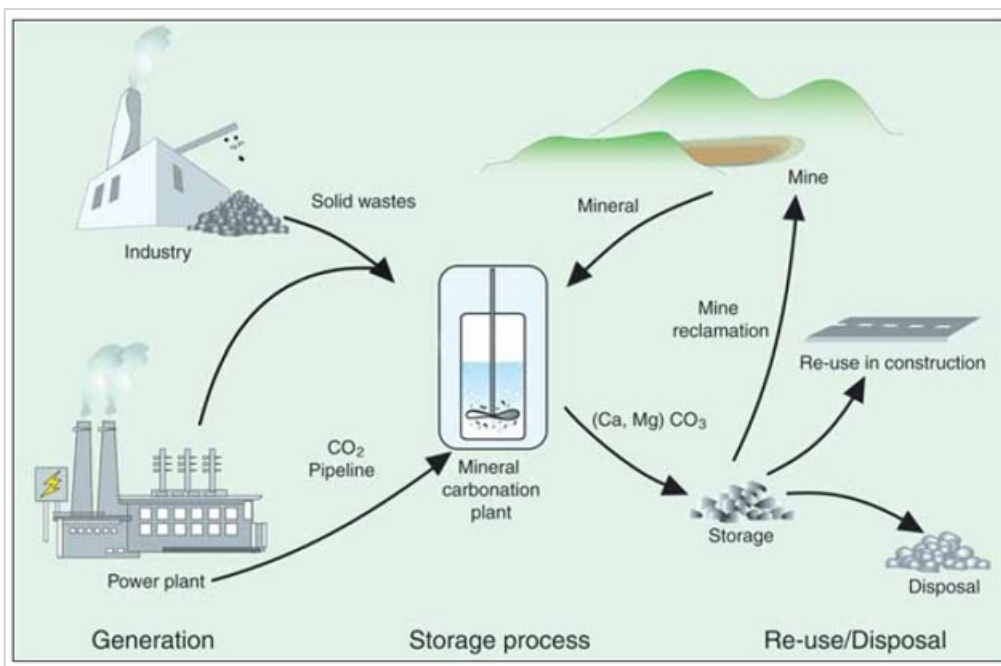 Solid wastes
Industry
Mineral
Mine
Mine
reclamation
Re-use in construction
CO₂
Pipeline
Mineral
carbonation
plant
(Ca, Mg) CO₃
Storage
Power plant
Disposal
Generation
Storage process
Re-use/Disposal